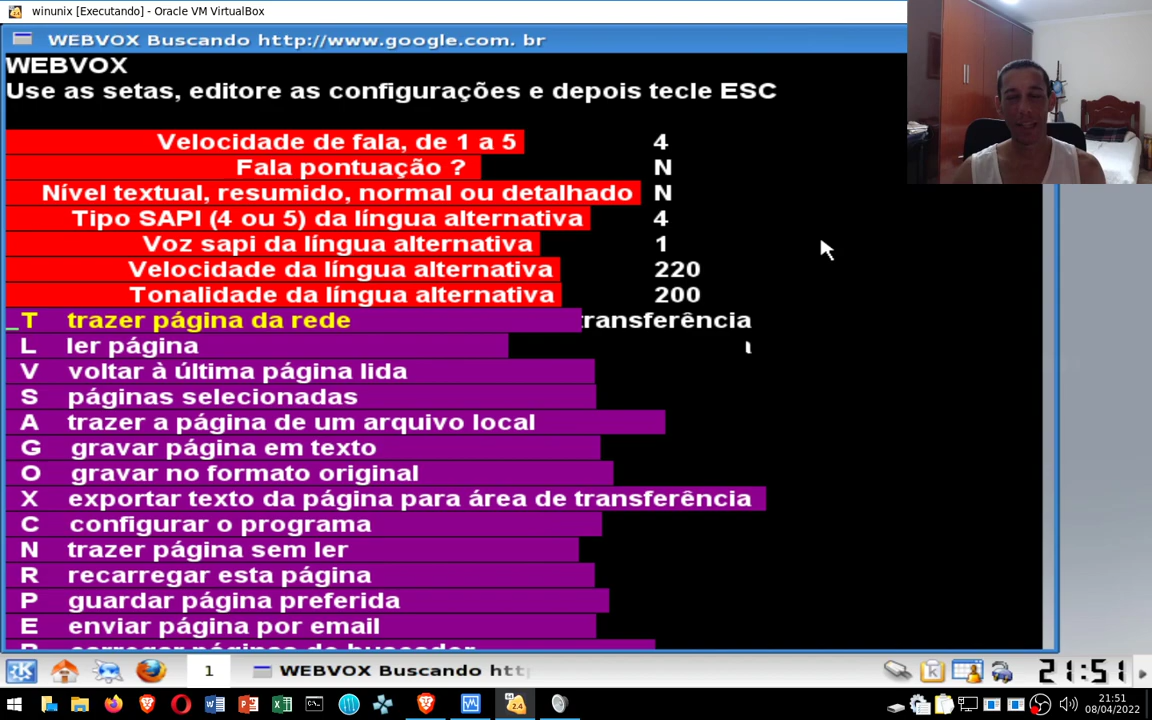 winunix [Executando] - Oracle VM VirtualBox
WEBVOX Buscando http://www.google.com. br
WEBVOX
Use as setas, editore as configurações e depois tecle ESC
Velocidade de fala, de 1 a 5 4
Fala pontuação ? N
Nível textual, resumido, normal ou detalhado N
Tipo SAPI (4 ou 5) da língua alternativa 4
Voz sapi da língua alternativa 1
Velocidade da língua alternativa 220
Tonalidade da língua alternativa 200
_T trazer página da rede transferência
L ler página
V voltar à última página lida
S páginas selecionadas
A trazer a página de um arquivo local
G gravar página em texto
O gravar no formato original
X exportar texto da página para área de transferência
C configurar o programa
N trazer página sem ler
R recarregar esta página
P guardar página preferida
E enviar página por email
1 WEBVOX Buscando htt 21:51
21:51
08/04/2022